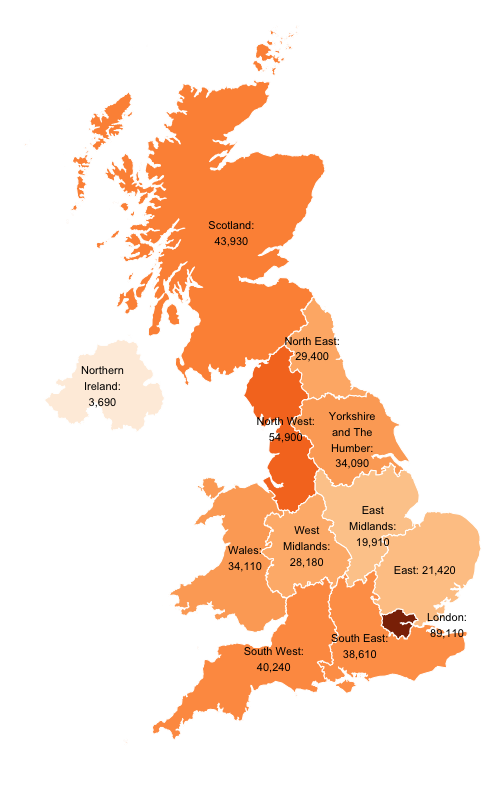 Scotland:
43,930
North East:
29,400
Northern
Ireland:
3,690
North West:
54,900
Yorkshire
and The
Humber:
34,090
East
Midlands:
19,910
West
Midlands:
28,180
Wales:
34,110
East: 21,420
London:
89,110
South East:
38,610
South West:
40,240